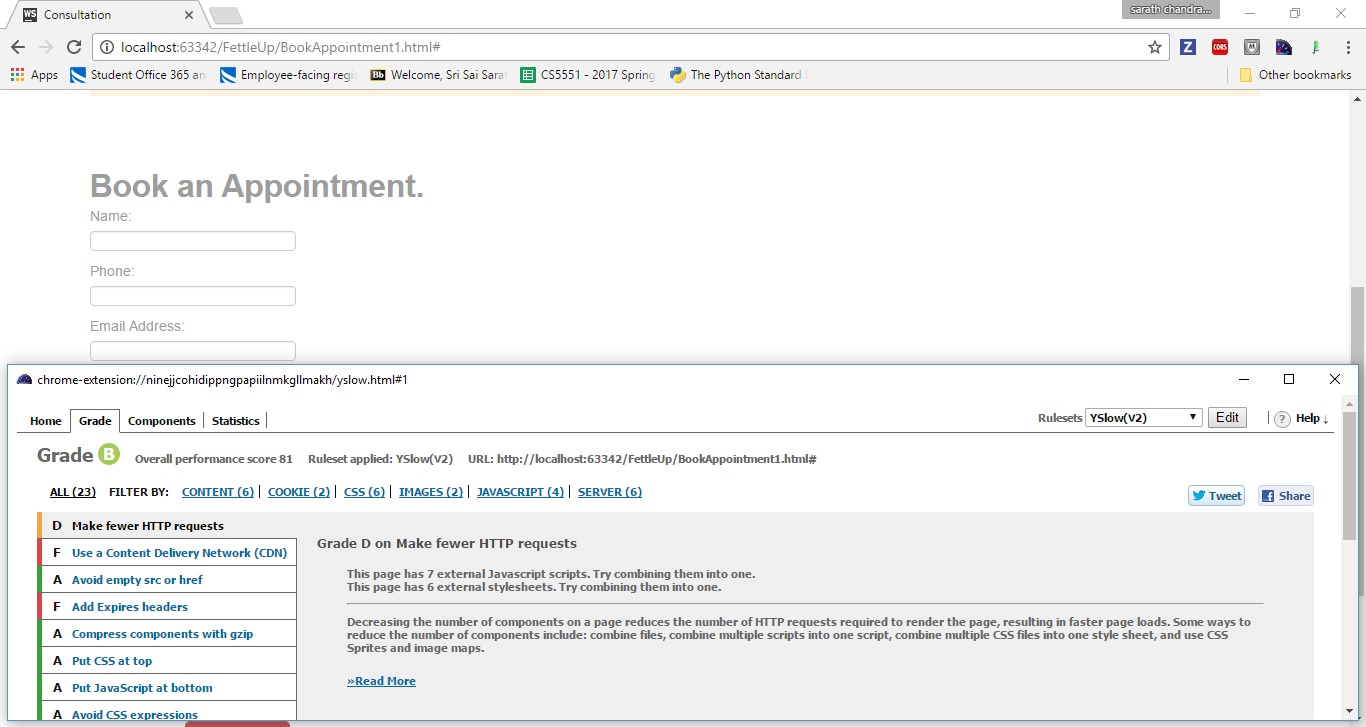 WS Consultation
sarath chandra...
localhost:63342/FettleUp/BookAppointment1.html#
Z CORS
Apps Student Office 365 an Employee-facing regis Bb Welcome, Sri Sai Sarat CS5551 - 2017 Spring The Python Standard Other bookmarks
Book an Appointment.
Name:
Phone:
Email Address:
chrome-extension://ninejjcohidippngpapiilnmkgllmakh/yslow.html#1
Home Grade Components Statistics Rulesets YSlow(V2) Edit ? Help ↓
Grade B Overall performance score 81 Ruleset applied: YSlow(V2) URL: http://localhost:63342/FettleUp/BookAppointment1.html#
ALL (23) FILTER BY: CONTENT (6) | COOKIE (2) | CSS (6) | IMAGES (2) | JAVASCRIPT (4) | SERVER (6)
Tweet Share
D Make fewer HTTP requests
F Use a Content Delivery Network (CDN)
A Avoid empty src or href
F Add Expires headers
A Compress components with gzip
A Put CSS at top
A Put JavaScript at bottom
A Avoid CSS expressions
Grade D on Make fewer HTTP requests
This page has 7 external Javascript scripts. Try combining them into one.
This page has 6 external stylesheets. Try combining them into one.
Decreasing the number of components on a page reduces the number of HTTP requests required to render the page, resulting in faster page loads. Some ways to
reduce the number of components include: combine files, combine multiple scripts into one script, combine multiple CSS files into one style sheet, and use CSS
Sprites and image maps.
»Read More